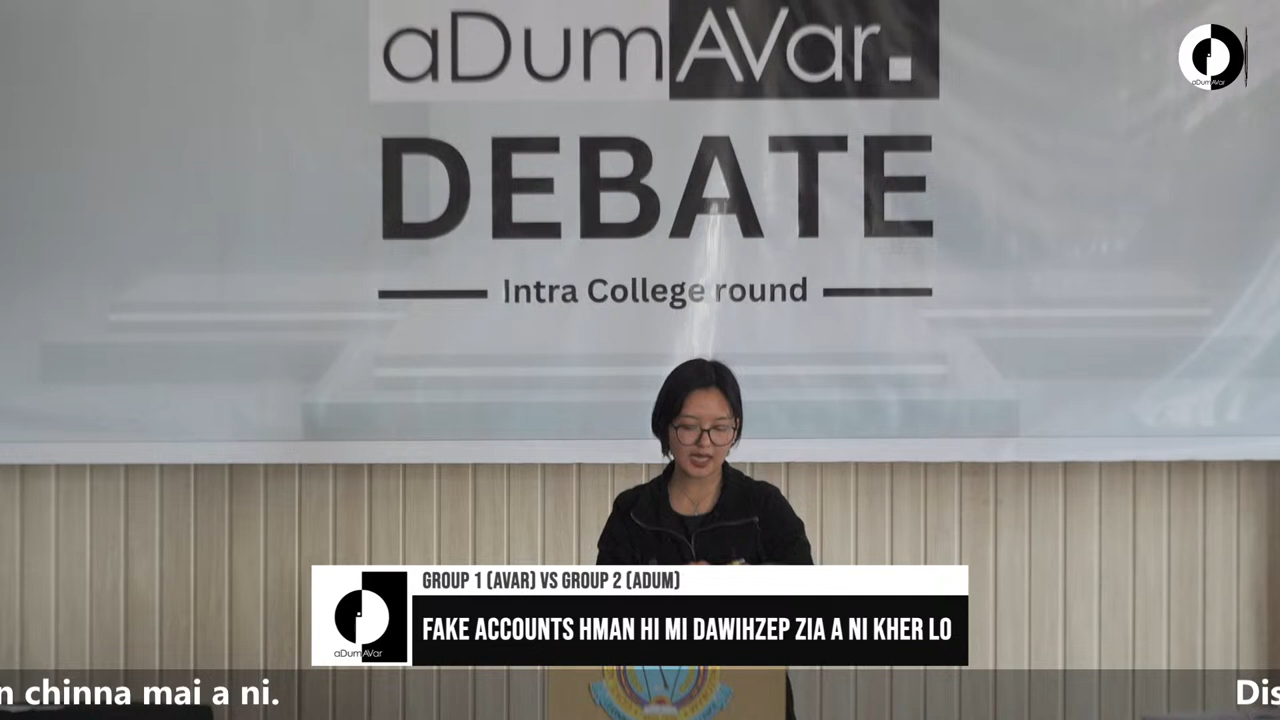 aDumAVar.
DEBATE
Intra College round
aDumAVar
GROUP 1 (AVAR) VS GROUP 2 (ADUM)
FAKE ACCOUNTS HMAN HI MI DAWIHZEP ZIA A NI KHER LO
aDumAVar
n chinna mai a ni.
Dis